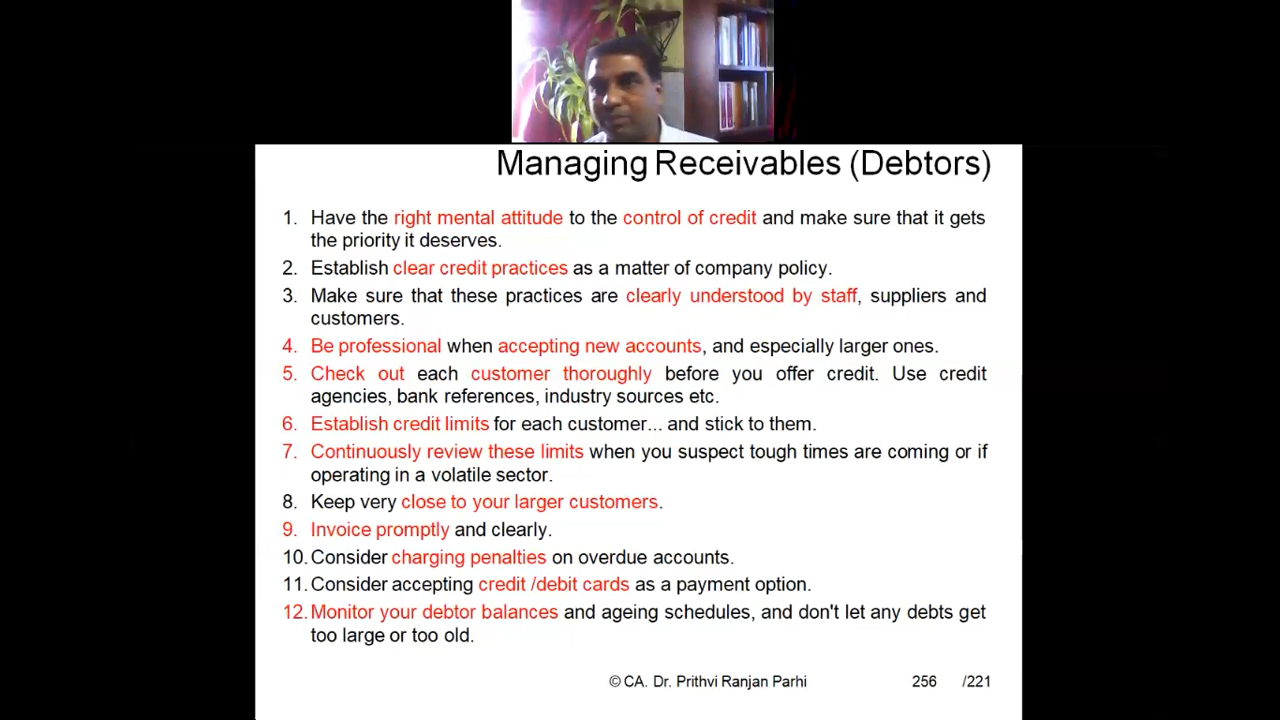 Managing Receivables (Debtors)
1. Have the right mental attitude to the control of credit and make sure that it gets
the priority it deserves.
2. Establish clear credit practices as a matter of company policy.
3. Make sure that these practices are clearly understood by staff, suppliers and
customers.
4. Be professional when accepting new accounts, and especially larger ones.
5. Check out each customer thoroughly before you offer credit. Use credit
agencies, bank references, industry sources etc.
6. Establish credit limits for each customer... and stick to them.
7. Continuously review these limits when you suspect tough times are coming or if
operating in a volatile sector.
8. Keep very close to your larger customers.
9. Invoice promptly and clearly.
10. Consider charging penalties on overdue accounts.
11. Consider accepting credit /debit cards as a payment option.
12. Monitor your debtor balances and ageing schedules, and don't let any debts get
too large or too old.
© CA. Dr. Prithvi Ranjan Parhi 256 /221